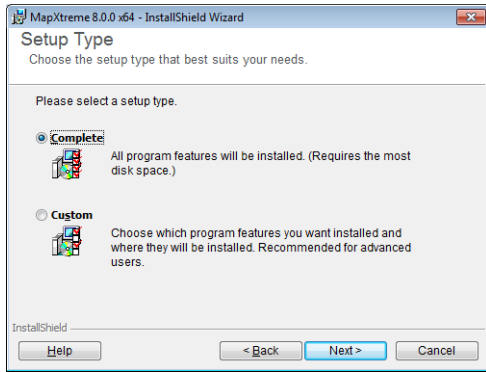 MapXtreme 8.0.0 x64 - InstallShield Wizard
Setup Type
Choose the setup type that best suits your needs.
Please select a setup type.
Complete
All program features will be installed. (Requires the most
disk space.)
Custom
Choose which program features you want installed and
where they will be installed. Recommended for advanced
users.
InstallShield
Help
< Back
Next >
Cancel